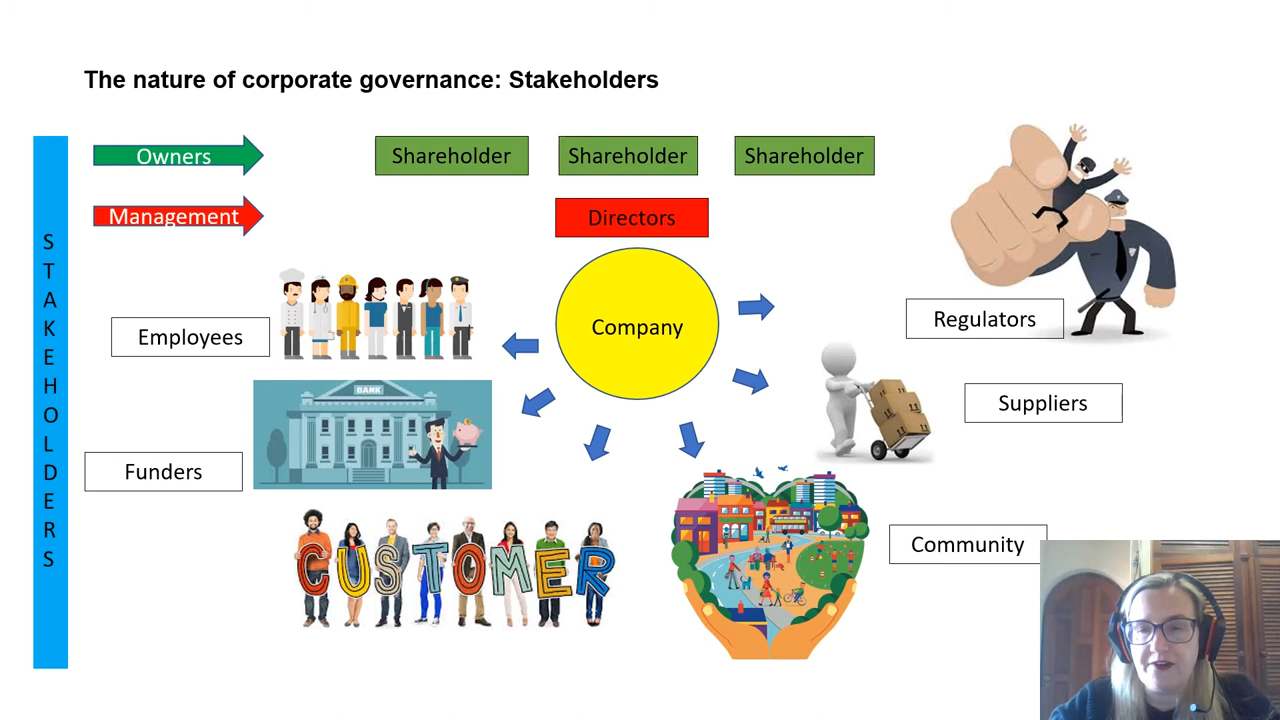 The nature of corporate governance: Stakeholders
STAKEHOLDERS
Owners
Shareholder
Shareholder
Shareholder
Management
Directors
Company
Employees
Regulators
BANK
Suppliers
Funders
CUSTOMER
Community